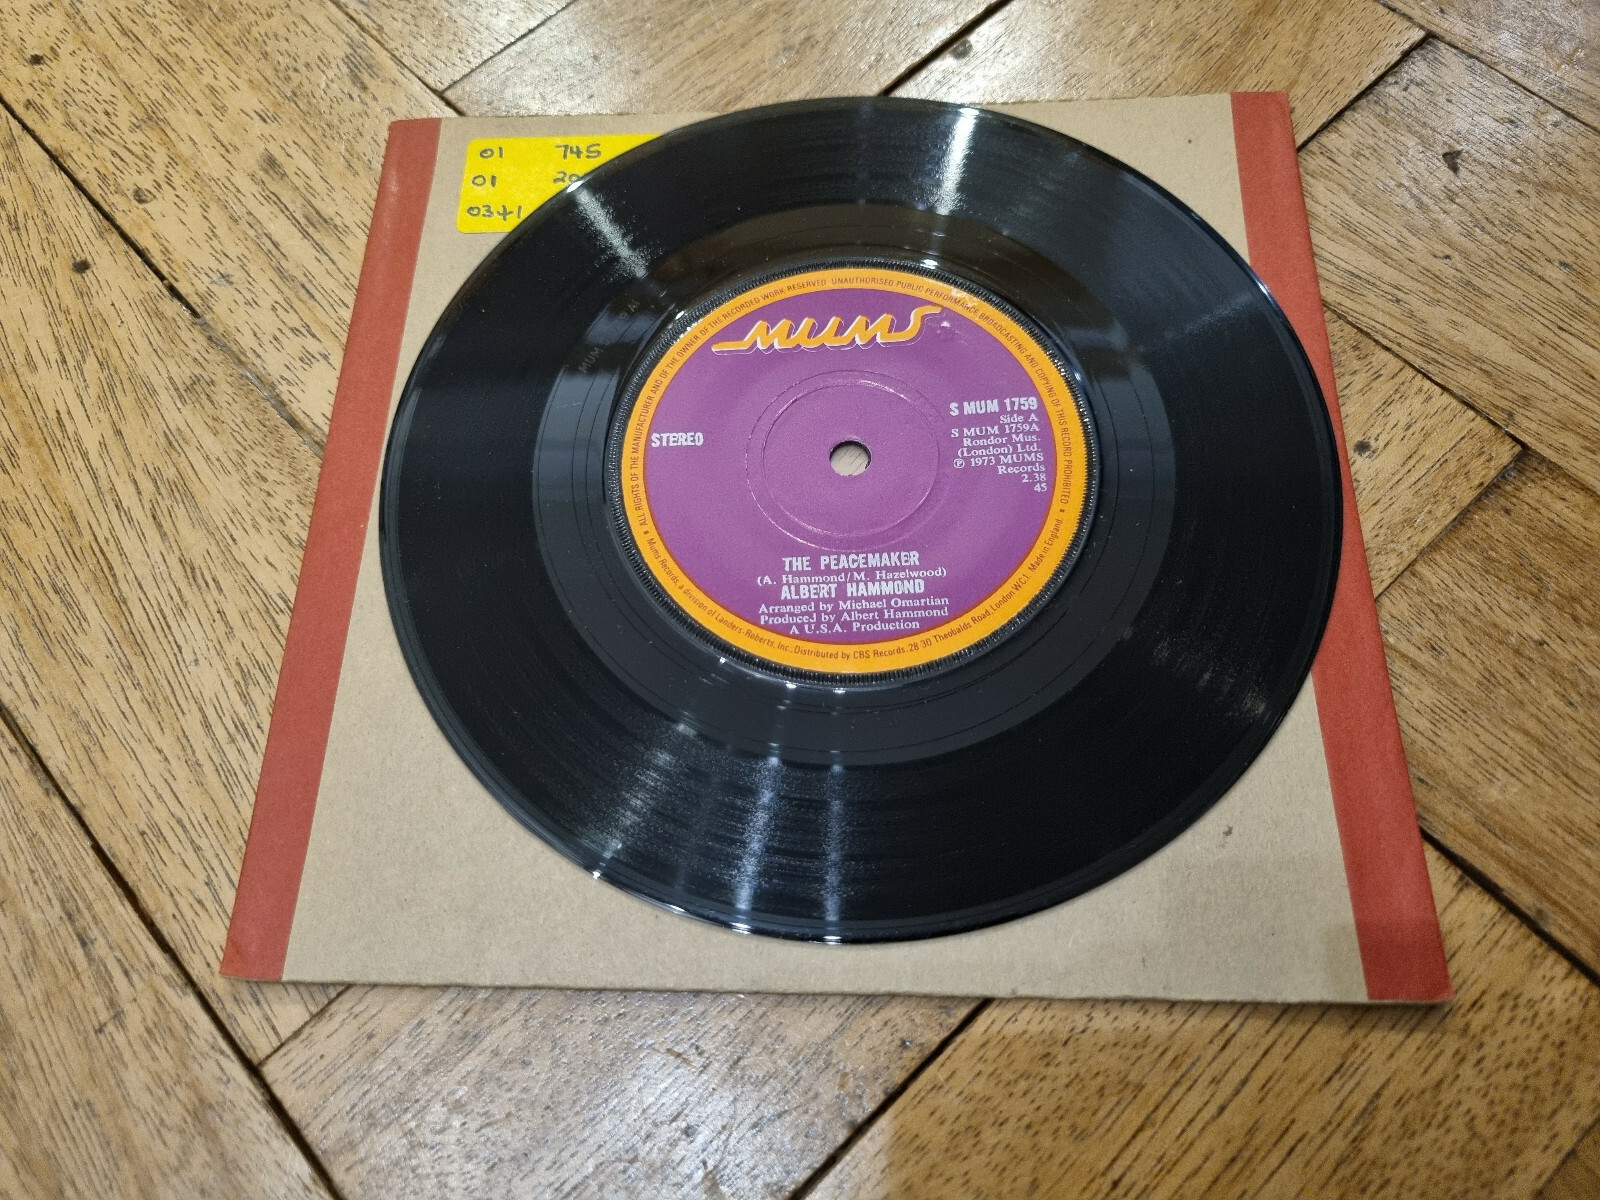 01 745
01
0341
ALL RIGHTS OF THE MANUFACTURER AND OF THE OWNER OF THE RECORDED WORK RESERVED UNAUTHORISED PUBLIC PERFORMANCE BROADCASTING AND COPYING OF THIS RECORD PROHIBITED
MUMS
STEREO
S MUM 1759
Side A
S MUM 1759A
Rondor Mus.
(London) Ltd.
℗ 1973 MUMS
Records
2.38
45
THE PEACEMAKER
(A. Hammond/M. Hazelwood)
ALBERT HAMMOND
Arranged by Michael Omartian
Produced by Albert Hammond
A U.S.A. Production
Mums Records, a division of Landers-Roberts, Inc., Distributed by CBS Records, 28 30 Theobalds Road, London WC1. Made in England
MUM